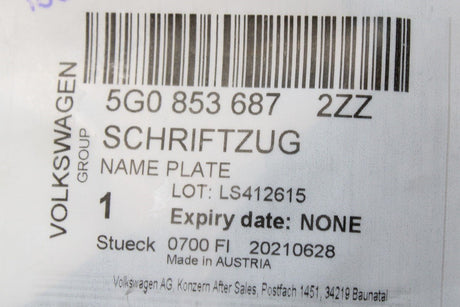 5G0 853 687 2ZZ
VOLKSWAGEN
GROUP
SCHRIFTZUG
NAME PLATE
LOT: LS412615
1
Expiry date: NONE
Stueck 0700 FI 20210628
Made in AUSTRIA
Volkswagen AG, Konzern After Sales, Postfach 1451, 34219 Baunatal